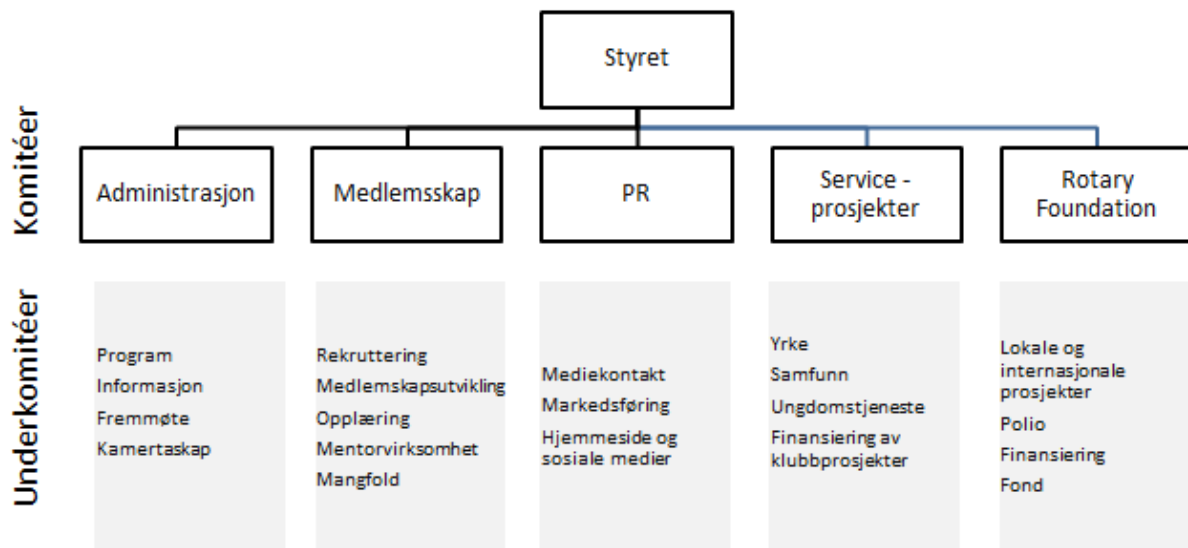 Styret
Komitéer
Administrasjon
Medlemsskap
PR
Service -
prosjekter
Rotary
Foundation
Underkomitéer
Program
Informasjon
Fremmøte
Kamertaskap
Rekruttering
Medlemskapsutvikling
Opplæring
Mentorvirksomhet
Mangfold
Mediekontakt
Markedsføring
Hjemmeside og
sosiale medier
Yrke
Samfunn
Ungdomstjeneste
Finansiering av
klubbprosjekter
Lokale og
internasjonale
prosjekter
Polio
Finansiering
Fond